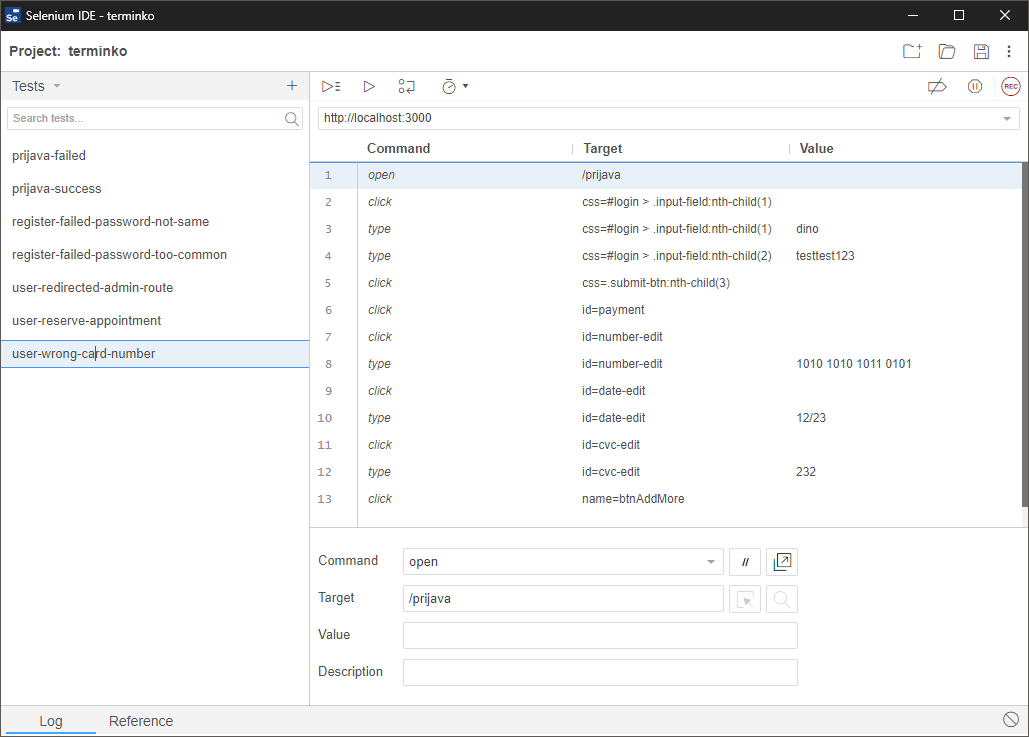 Se Selenium IDE - terminko
Project: terminko
Tests
REC
Search tests...
http://localhost:3000
prijava-failed
prijava-success
register-failed-password-not-same
register-failed-password-too-common
user-redirected-admin-route
user-reserve-appointment
user-wrong-card-number
Command Target Value
1 open /prijava
2 click css=#login > .input-field:nth-child(1)
3 type css=#login > .input-field:nth-child(1) dino
4 type css=#login > .input-field:nth-child(2) testtest123
5 click css=.submit-btn:nth-child(3)
6 click id=payment
7 click id=number-edit
8 type id=number-edit 1010 1010 1011 0101
9 click id=date-edit
10 type id=date-edit 12/23
11 click id=cvc-edit
12 type id=cvc-edit 232
13 click name=btnAddMore
Command open //
Target /prijava
Value
Description
Log Reference